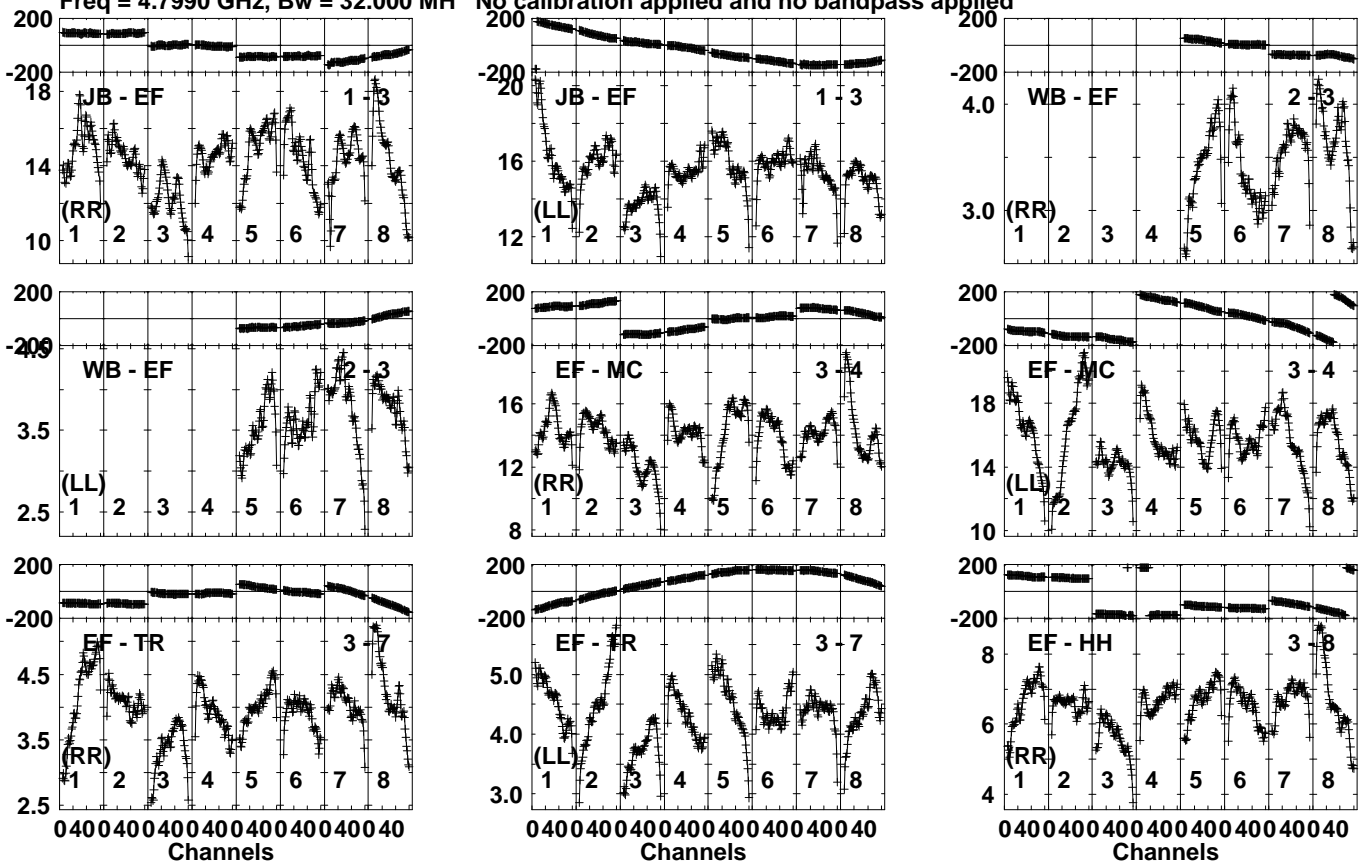 Freq = 4.7990 GHz, Bw = 32.000 MH No calibration applied and no bandpass applied
200
-200
18
16
14
12
10
JB - EF
1 - 3
(RR)
1 2 3 4 5 6 7 8
200
-200
20
16
12
JB - EF
1 - 3
(LL)
1 2 3 4 5 6 7 8
200
-200
4.0
3.0
WB - EF
2 - 3
(RR)
1 2 3 4 5 6 7 8
200
-200
4.5
3.5
2.5
WB - EF
2 - 3
(LL)
1 2 3 4 5 6 7 8
200
-200
16
12
8
EF - MC
3 - 4
(RR)
1 2 3 4 5 6 7 8
200
-200
18
14
10
EF - MC
3 - 4
(LL)
1 2 3 4 5 6 7 8
200
-200
4.5
3.5
2.5
EF - TR
3 - 7
(RR)
1 2 3 4 5 6 7 8
0 40 0 40 0 40 0 40 0 40 0 40 0 40 0 40
Channels
200
-200
5.0
4.0
3.0
EF - TR
3 - 7
(LL)
1 2 3 4 5 6 7 8
0 40 0 40 0 40 0 40 0 40 0 40 0 40 0 40
Channels
200
-200
8
6
4
EF - HH
3 - 8
(RR)
1 2 3 4 5 6 7 8
0 40 0 40 0 40 0 40 0 40 0 40 0 40 0 40
Channels